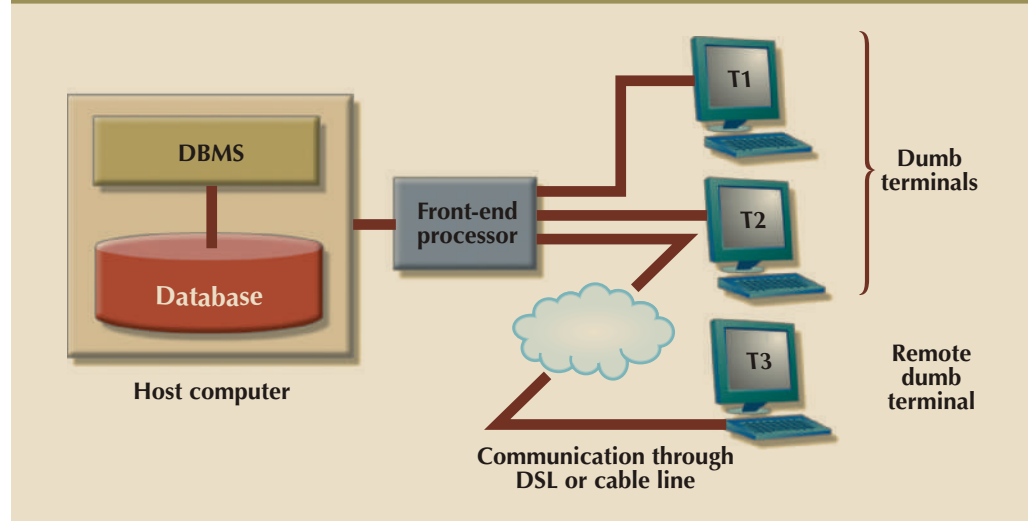 DBMS
Database
Host computer
Front-end
processor
T1
T2
Dumb
terminals
T3
Remote
dumb
terminal
Communication through
DSL or cable line